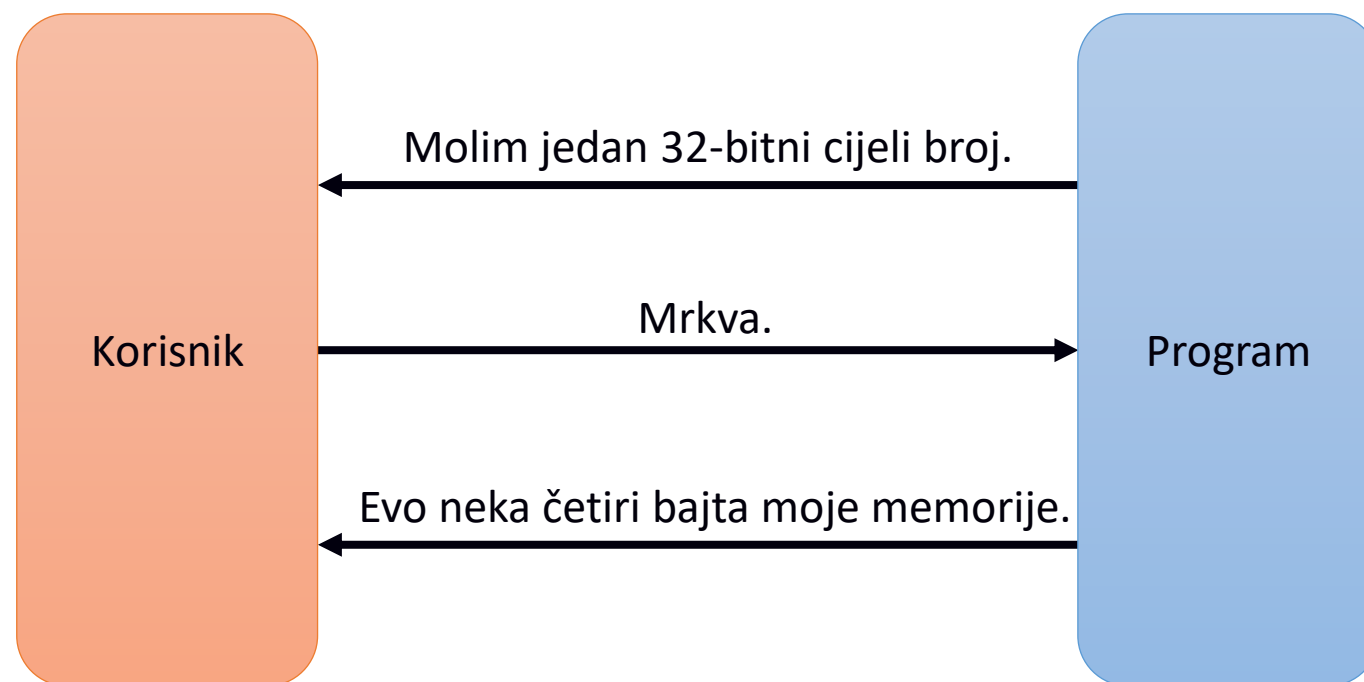 Molim jedan 32-bitni cijeli broj.
Mrkva.
Korisnik
Program
Evo neka četiri bajta moje memorije.